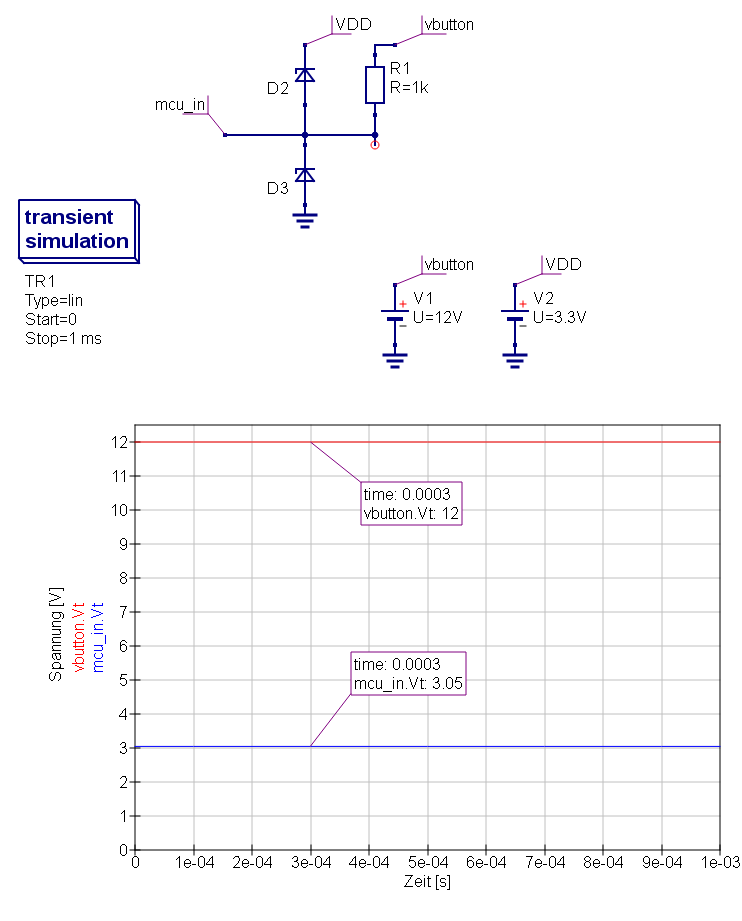 VDD
vbutton
R1
R=1k
D2
mcu_in
D3
transient
simulation
TR1
Type=lin
Start=0
Stop=1 ms
vbutton
V1
U=12V
VDD
V2
U=3.3V
12
11
10
9
8
7
6
5
4
3
2
1
0
time: 0.0003
vbutton.Vt: 12
time: 0.0003
mcu_in.Vt: 3.05
Spannung [V]
vbutton.Vt
mcu_in.Vt
0 1e-04 2e-04 3e-04 4e-04 5e-04 6e-04 7e-04 8e-04 9e-04 1e-03
Zeit [s]